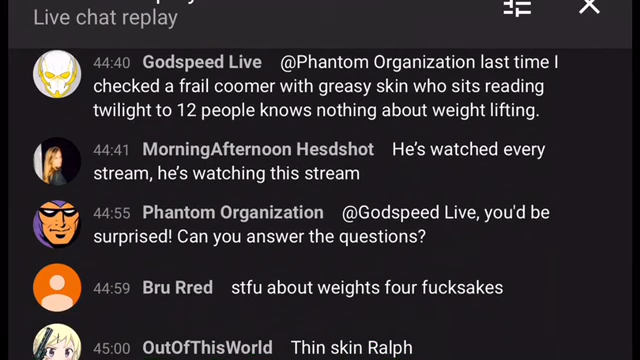 Live chat replay
44:40 Godspeed Live @Phantom Organization last time I
checked a frail coomer with greasy skin who sits reading
twilight to 12 people knows nothing about weight lifting.
44:41 MorningAfternoon Hesdshot He's watched every
stream, he's watching this stream
44:55 Phantom Organization @Godspeed Live, you'd be
surprised! Can you answer the questions?
44:59 Bru Rred stfu about weights four fucksakes
45:00 OutOfThisWorld Thin skin Ralph